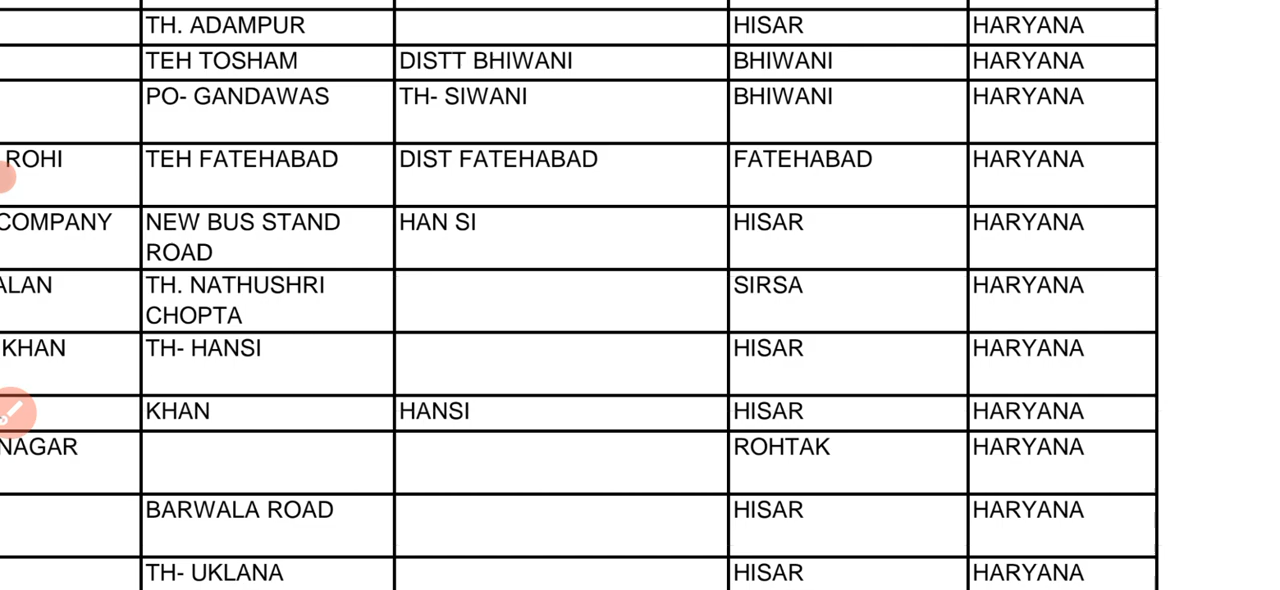 TH. ADAMPUR HISAR HARYANA
TEH TOSHAM DISTT BHIWANI BHIWANI HARYANA
PO- GANDAWAS TH- SIWANI BHIWANI HARYANA
ROHI TEH FATEHABAD DIST FATEHABAD FATEHABAD HARYANA
COMPANY NEW BUS STAND HAN SI HISAR HARYANA
ROAD
ALAN TH. NATHUSHRI SIRSA HARYANA
CHOPTA
KHAN TH- HANSI HISAR HARYANA
KHAN HANSI HISAR HARYANA
NAGAR ROHTAK HARYANA
BARWALA ROAD HISAR HARYANA
TH- UKLANA HISAR HARYANA